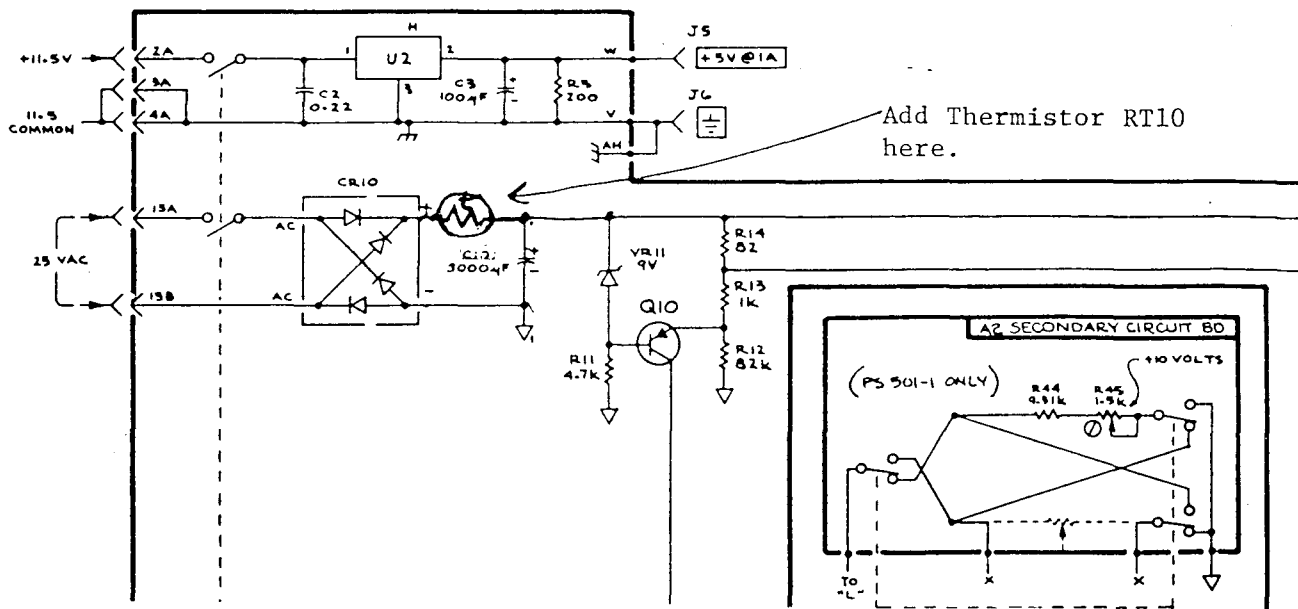 H
J5
+11.5V
2A
1
U2
2
W
+5V@1A
3
C2
0.22
C3
100µF
+
-
R3
200
3A
J6
11.5
COMMON
4A
V
AH
Add Thermistor RT10
here.
CR10
15A
AC
+
25 VAC
3000µF
+
-
VR11
9V
R14
82
15B
AC
-
1
R13
1K
Q10
R11
4.7K
R12
82K
A2 SECONDARY CIRCUIT BD
+10 VOLTS
(PS 501-1 ONLY)
R44
9.31K
R45
1.5K
TO
"L"
X
X